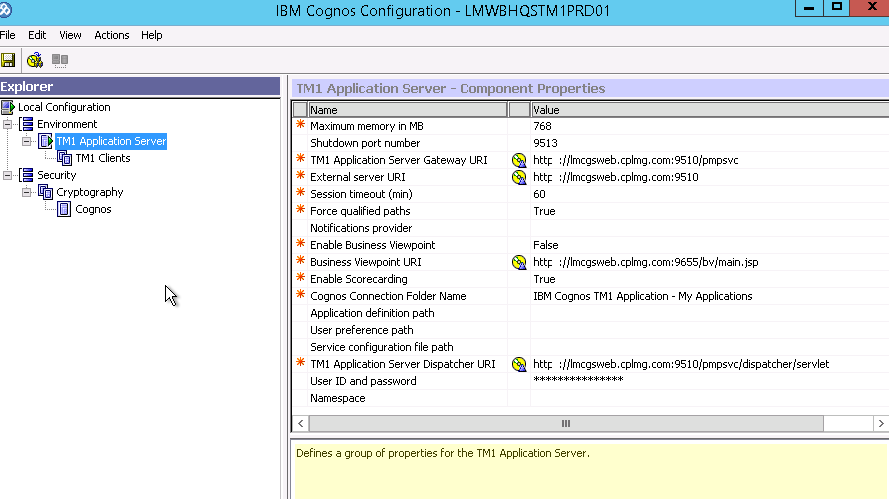 IBM Cognos Configuration - LMWBHQSTM1PRD01
File Edit View Actions Help
Explorer
Local Configuration
Environment
TM1 Application Server
TM1 Clients
Security
Cryptography
Cognos
TM1 Application Server - Component Properties
Name Value
* Maximum memory in MB 768
Shutdown port number 9513
* TM1 Application Server Gateway URI http ://lmcgsweb.cplmg.com:9510/pmpsvc
* External server URI http ://lmcgsweb.cplmg.com:9510
* Session timeout (min) 60
* Force qualified paths True
Notifications provider
* Enable Business Viewpoint False
* Business Viewpoint URI http ://lmcgsweb.cplmg.com:9655/bv/main.jsp
* Enable Scorecarding True
* Cognos Connection Folder Name IBM Cognos TM1 Application - My Applications
Application definition path
User preference path
Service configuration file path
* TM1 Application Server Dispatcher URI http ://lmcgsweb.cplmg.com:9510/pmpsvc/dispatcher/servlet
User ID and password ***************
Namespace
Defines a group of properties for the TM1 Application Server.